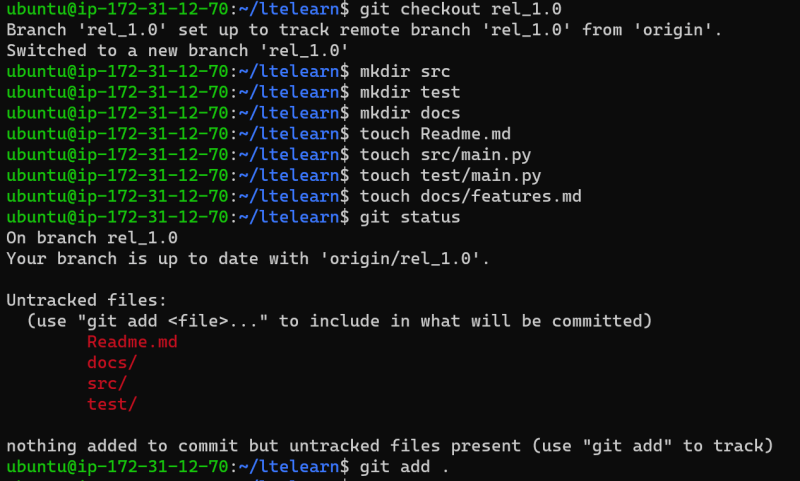 ubuntu@ip-172-31-12-70:~/ltelearn$ git checkout rel_1.0
Branch 'rel_1.0' set up to track remote branch 'rel_1.0' from 'origin'.
Switched to a new branch 'rel_1.0'
ubuntu@ip-172-31-12-70:~/ltelearn$ mkdir src
ubuntu@ip-172-31-12-70:~/ltelearn$ mkdir test
ubuntu@ip-172-31-12-70:~/ltelearn$ mkdir docs
ubuntu@ip-172-31-12-70:~/ltelearn$ touch Readme.md
ubuntu@ip-172-31-12-70:~/ltelearn$ touch src/main.py
ubuntu@ip-172-31-12-70:~/ltelearn$ touch test/main.py
ubuntu@ip-172-31-12-70:~/ltelearn$ touch docs/features.md
ubuntu@ip-172-31-12-70:~/ltelearn$ git status
On branch rel_1.0
Your branch is up to date with 'origin/rel_1.0'.

Untracked files:
  (use "git add <file>..." to include in what will be committed)
        Readme.md
        docs/
        src/
        test/

nothing added to commit but untracked files present (use "git add" to track)
ubuntu@ip-172-31-12-70:~/ltelearn$ git add .